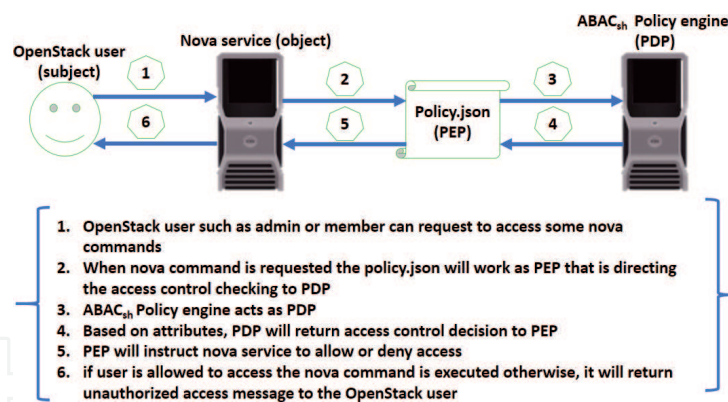 OpenStack user
(subject)
Nova service (object)
ABACsh Policy engine
(PDP)
1
2
3
Policy.json
(PEP)
6
5
4
1. OpenStack user such as admin or member can request to access some nova
commands
2. When nova command is requested the policy.json will work as PEP that is directing
the access control checking to PDP
3. ABACsh Policy engine acts as PDP
4. Based on attributes, PDP will return access control decision to PEP
5. PEP will instruct nova service to allow or deny access
6. if user is allowed to access the nova command is executed otherwise, it will return
unauthorized access message to the OpenStack user